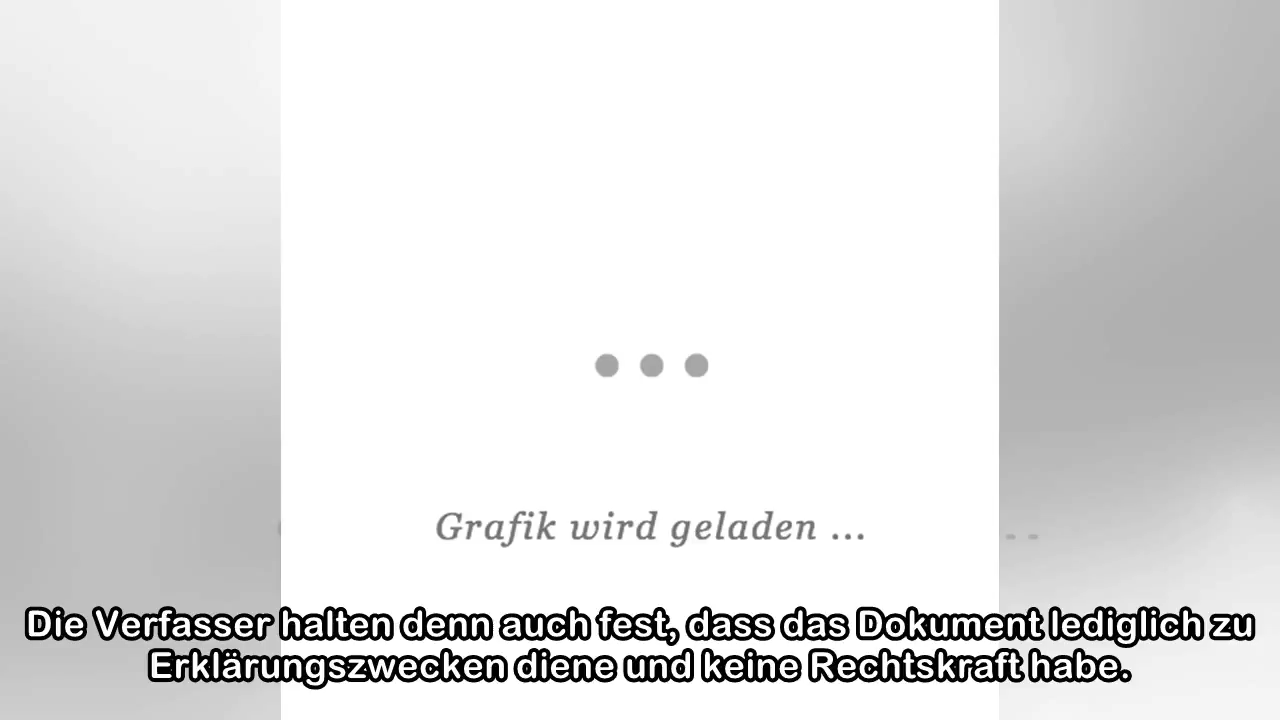 Grafik wird geladen ...
Die Verfasser halten denn auch fest, dass das Dokument lediglich zu
Erklärungszwecken diene und keine Rechtskraft habe.